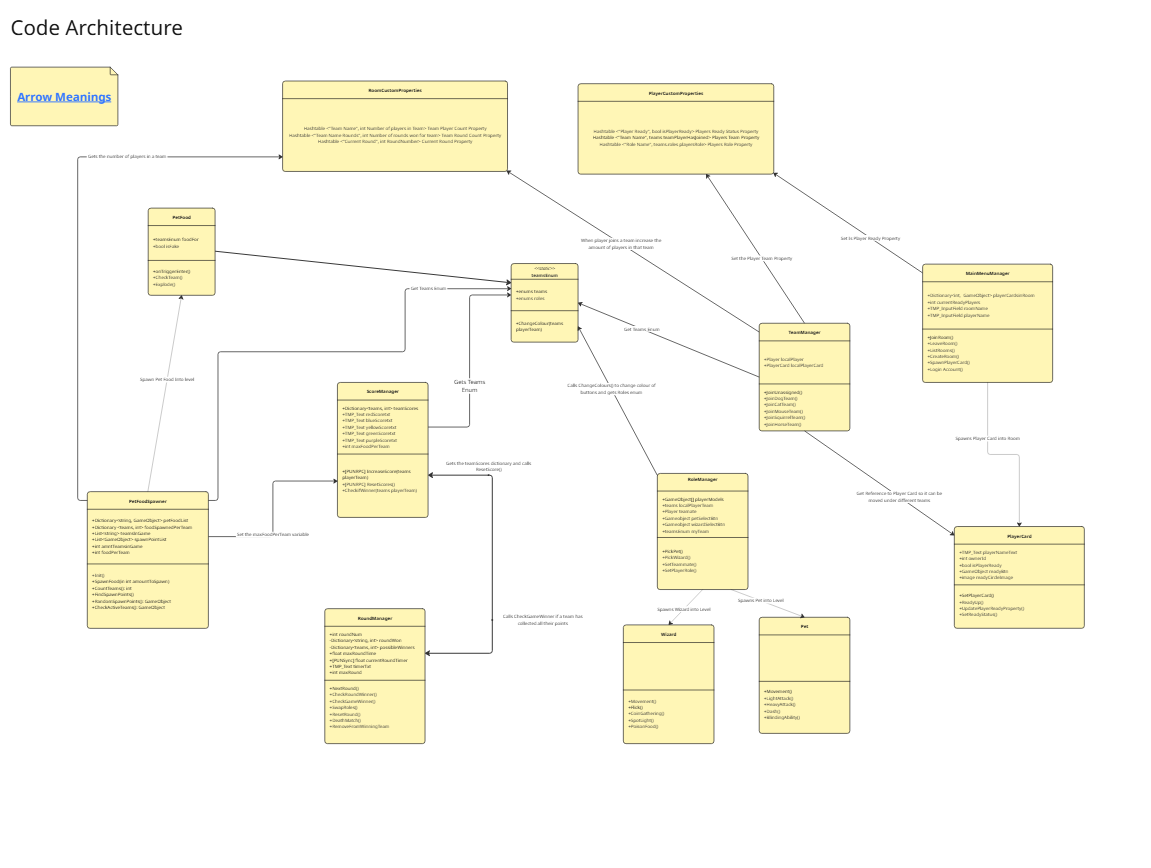 Code Architecture
Arrow Meanings
RoomCustomProperties
Hashtable <"Team Name", int Number of players in Team> Team Player Count Property
Hashtable <"Team Name Rounds", int Number of rounds won for Team> Team Round Count Property
Hashtable <"Current Round", int RoundNumber> Current Round Property
PlayerCustomProperties
Hashtable <"Player Ready", bool isPlayerReady> Players Ready Status Property
Hashtable <"Team Name", teams teamPlayerHasJoined> Players Team Property
Hashtable <"Role Name", teams.roles playersRole> Players Role Property
Gets the number of players in a team
PetFood
+teamsEnum foodFor
+bool isFake
+onTriggerEnter()
+CheckTeam()
+Explode()
When player joins a team increase the
amount of players in that team
Set the Player Team Property
Set Is Player Ready Property
<<static>>
teamsEnum
+enums teams
+enums roles
+ChangeColour(teams
playerTeam)
Get Teams Enum
Get Teams Enum
MainMenuManager
+Dictionary<int, GameObject> playerCardsInRoom
+int currentReadyPlayers
+TMP_InputField roomName
+TMP_InputField playerName
+JoinRoom()
+LeaveRoom()
+ListRooms()
+CreateRoom()
+SpawnPlayerCard()
+Login Account()
TeamManager
+Player localPlayer
+PlayerCard localPlayerCard
+JoinUnassigned()
+JoinDogTeam()
+JoinCatTeam()
+JoinMouseTeam()
+JoinSquirrelTeam()
+JoinHorseTeam()
Spawn Pet Food into level
ScoreManager
+Dictionary<Teams, int> teamScores
+TMP_Text redScoretxt
+TMP_Text blueScoretxt
+TMP_Text yellowScoretxt
+TMP_Text greenScoretxt
+TMP_Text purpleScoretxt
+int maxFoodPerTeam
+[PUNRPC] IncreaseScore(teams
playerTeam)
+[PUNRPC] ResetScores()
+CheckIfWinner(teams playerTeam)
Gets Teams
Enum
Calls ChangeColour() to change colour of
buttons and gets Roles enum
Spawns Player Card into Room
Gets the teamScores dictionary and calls
ResetScore()
RoleManager
+GameObject[] playerModels
+teams localPlayerTeam
+Player teamate
+Gameobject petSelectBtn
+Gameobject wizardSelectBtn
+teamsEnum myTeam
+PickPet()
+PickWizard()
+SetTeammate()
+SetPlayerRole()
Get Reference to Player Card so it can be
moved under different teams
PetFoodSpawner
+Dictionary<string, GameObject> petFoodList
+Dictionary <Teams, int> foodSpawnedPerTeam
+List<string> teamsInGame
+List<GameObject> spawnPointList
+int amntTeamsInGame
+int foodPerTeam
+Init()
+SpawnFood(in int amountToSpawn)
+CountTeams() int
+FindSpawnPoints()
+RandomSpawnPoints() : GameObject
+CheckActiveTeams() : GameObject
Set the maxFoodPerTeam variable
PlayerCard
+TMP_Text playerNameText
+int ownerId
+bool isPlayerReady
+GameObject readyBtn
+Image readyCircleImage
+SetPlayerCard()
+ReadyUp()
+UpdatePlayerReadyProperty()
+SetReadyStatus()
Spawns Wizard into Level
Spawns Pet into Level
RoundManager
+int roundNum
-Dictionary<string, int> roundWon
-Dictionary<Teams, int> possibleWinners
+float maxRoundTime
+[PUNSync] float currentRoundTimer
+TMP_Text timerTxt
+int maxRound
+NextRound()
+CheckRoundWinner()
+CheckGameWinner()
+SwapRoles()
+ResetRound()
+DeathMatch()
+RemoveFromWinningTeam
Calls CheckGameWinner if a team has
collected all their points
Wizard
+Movement()
+Flick()
+CoinGathering()
+Spotlight()
+PoisonFood()
Pet
+Movement()
+LightAttack()
+HeavyAttack()
+Dash()
+BlindingAbility()